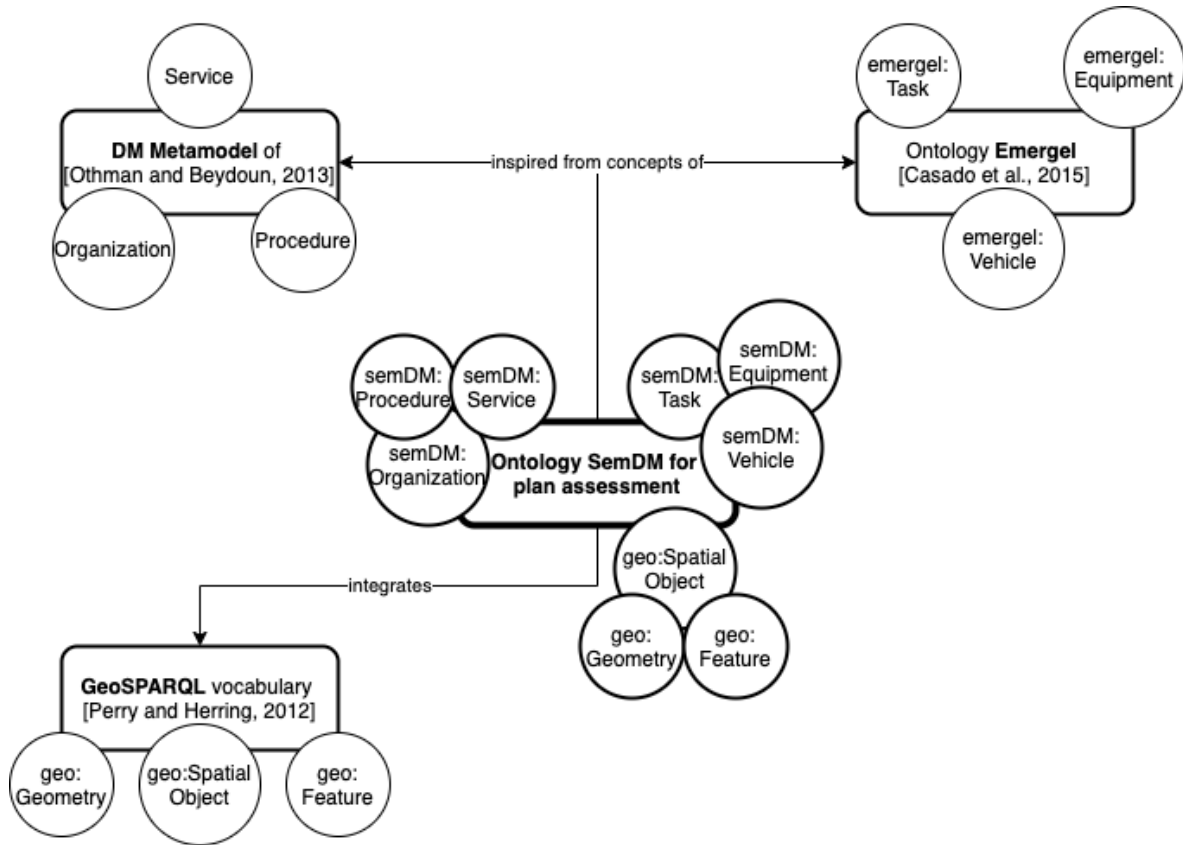 Service
DM Metamodel of
[Othman and Beydoun, 2013]
Organization
Procedure
inspired from concepts of
emergel:
Task
emergel:
Equipment
Ontology Emergel
[Casado et al., 2015]
emergel:
Vehicle
semDM:
Procedure
semDM:
Service
semDM:
Organization
semDM:
Task
semDM:
Equipment
semDM:
Vehicle
Ontology SemDM for
plan assessment
geo:Spatial
Object
geo:
Geometry
geo:
Feature
integrates
GeoSPARQL vocabulary
[Perry and Herring, 2012]
geo:
Geometry
geo:Spatial
Object
geo:
Feature